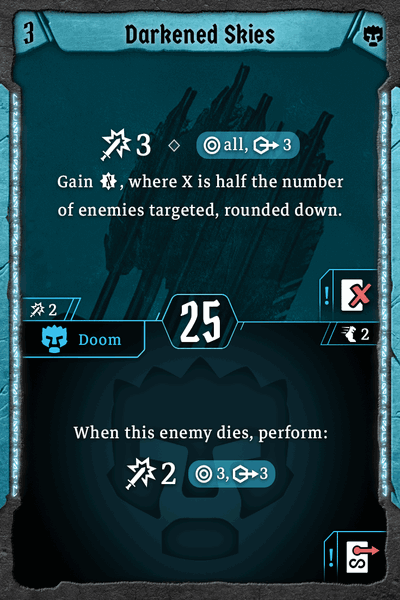 3 Darkened Skies
3 all, 3
Gain X, where X is half the number
of enemies targeted, rounded down.
2
25
Doom
2
When this enemy dies, perform:
2 3, 3